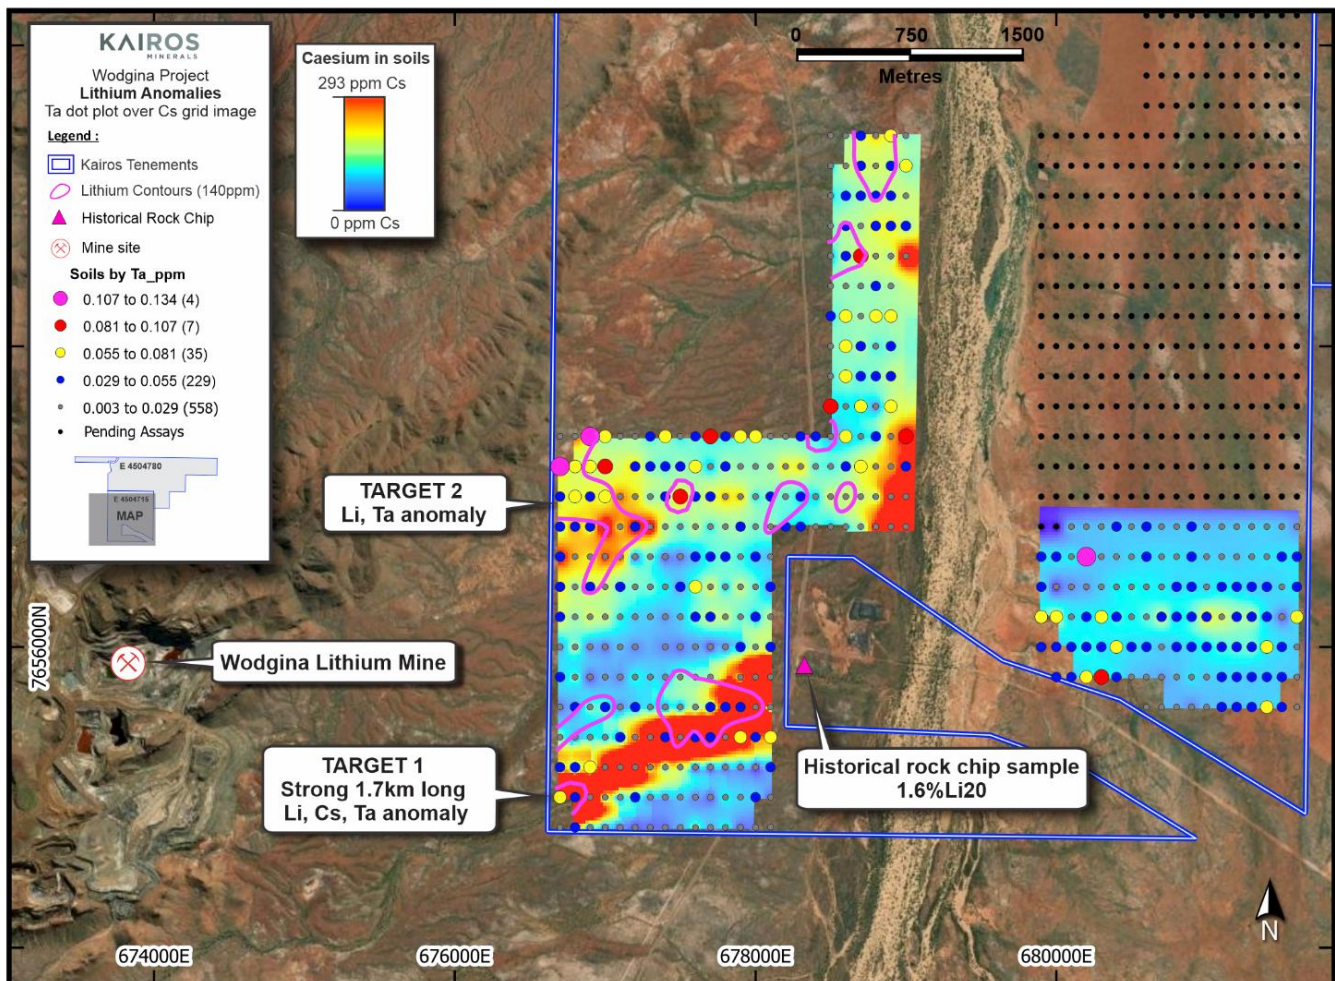 KAIROS
MINERALS
Wodgina Project
Lithium Anomalies
Ta dot plot over Cs grid image
Legend :
Kairos Tenements
Lithium Contours (140ppm)
Historical Rock Chip
Mine site
Soils by Ta_ppm
0.107 to 0.134 (4)
0.081 to 0.107 (7)
0.055 to 0.081 (35)
0.029 to 0.055 (229)
0.003 to 0.029 (558)
Pending Assays
E 4504780
E 4504715
MAP
Caesium in soils
293 ppm Cs
0 ppm Cs
0 750 1500
Metres
TARGET 2
Li, Ta anomaly
Wodgina Lithium Mine
TARGET 1
Strong 1.7km long
Li, Cs, Ta anomaly
Historical rock chip sample
1.6%Li20
7656000N
674000E 676000E 678000E 680000E
N